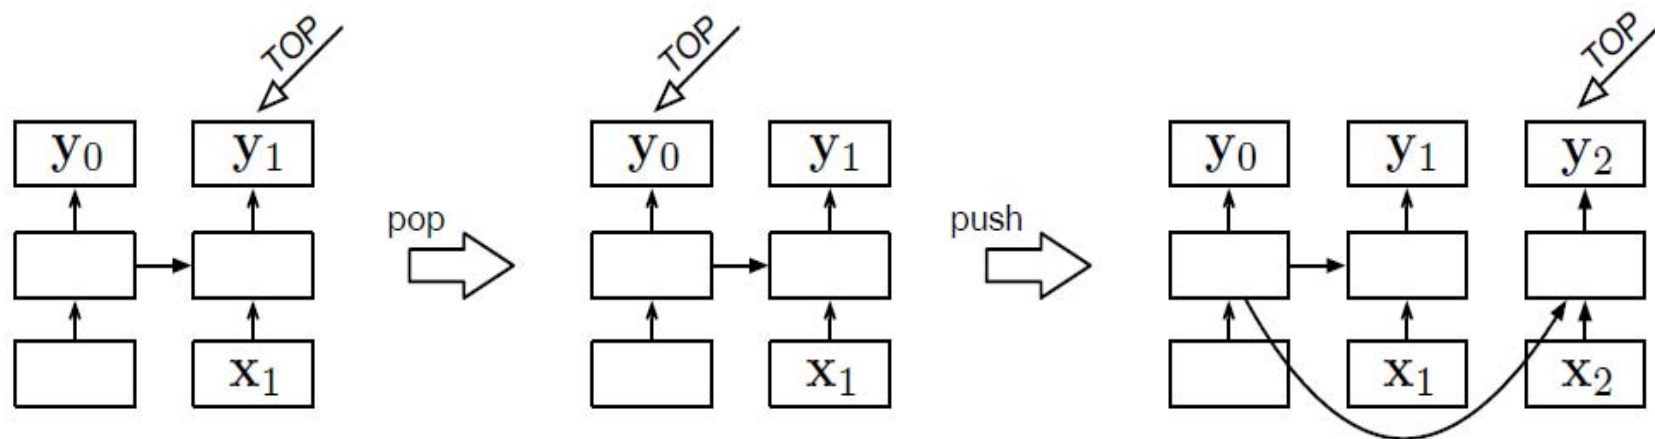 TOP TOP TOP
y₀ y₁ y₀ y₁ y₀ y₁ y₂
pop push
x₁ x₁ x₁ x₂